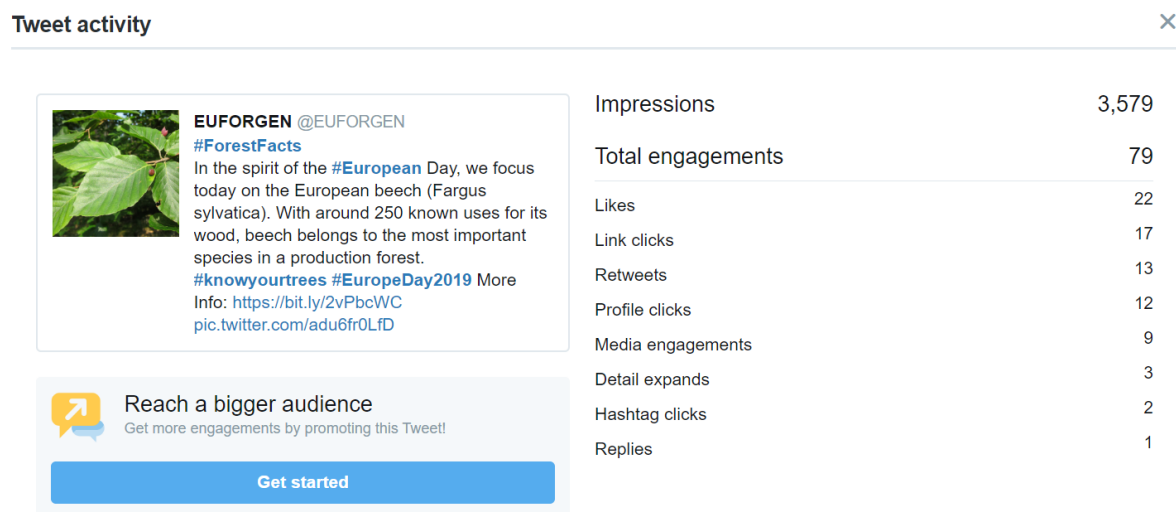 Tweet activity
EUFORGEN @EUFORGEN
#ForestFacts
In the spirit of the #European Day, we focus
today on the European beech (Fargus
sylvatica). With around 250 known uses for its
wood, beech belongs to the most important
species in a production forest.
#knowyourtrees #EuropeDay2019 More
Info: https://bit.ly/2vPbcWC
pic.twitter.com/adu6fr0LfD
Reach a bigger audience
Get more engagements by promoting this Tweet!
Get started
Impressions 3,579
Total engagements 79
Likes 22
Link clicks 17
Retweets 13
Profile clicks 12
Media engagements 9
Detail expands 3
Hashtag clicks 2
Replies 1